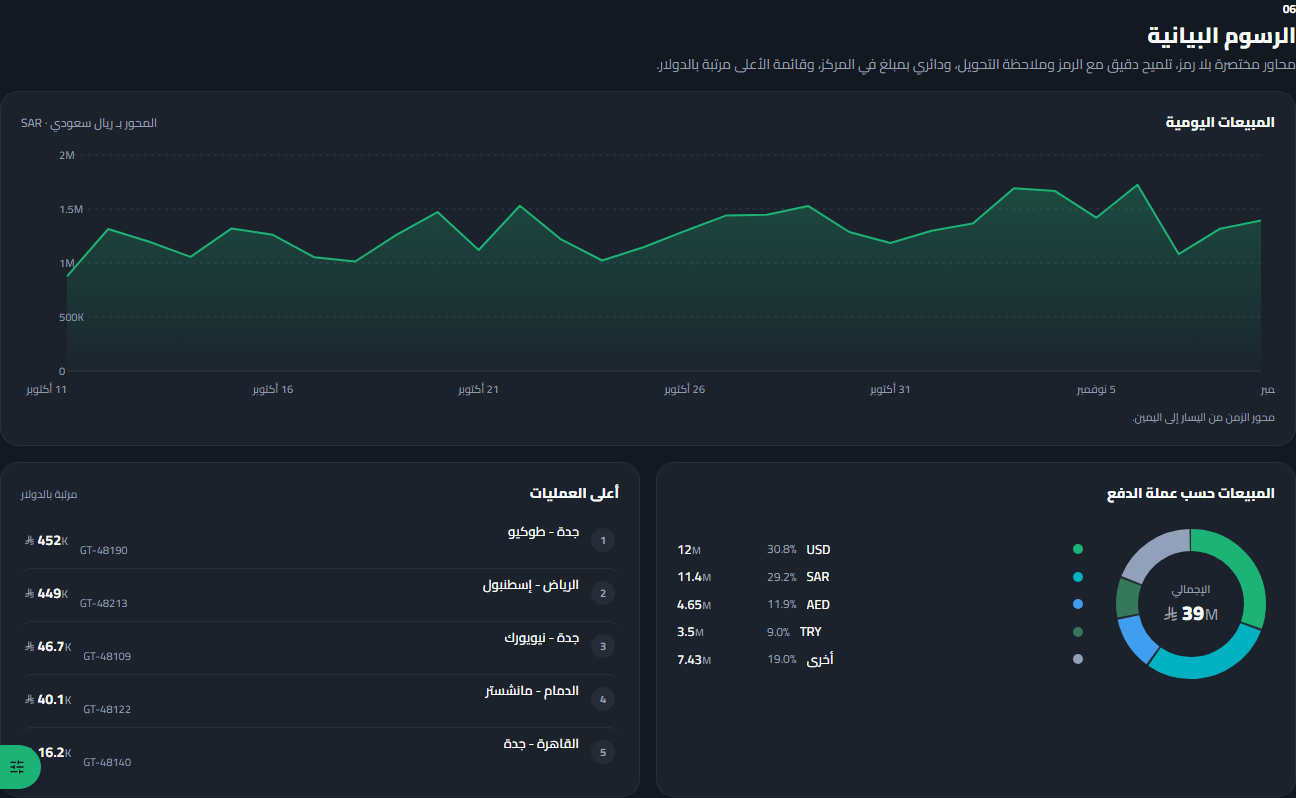 06
الرسوم البيانية
محاور مختصرة بلا رمز، تلميح دقيق مع الرمز وملاحظة التحويل، ودائري بمبلغ في المركز، وقائمة الأعلى مرتبة بالدولار.
المبيعات اليومية
المحور بـ ريال سعودي · SAR
2M
1.5M
1M
500K
0
11 أكتوبر
16 أكتوبر
21 أكتوبر
26 أكتوبر
31 أكتوبر
5 نوفمبر
مبر
محور الزمن من اليسار إلى اليمين.
المبيعات حسب عملة الدفع
الإجمالي
39M
USD 30.8% 12M
SAR 29.2% 11.4M
AED 11.9% 4.65M
TRY 9.0% 3.5M
أخرى 19.0% 7.43M
أعلى العمليات
مرتبة بالدولار
1 جدة - طوكيو
GT-48190 452K
2 الرياض - إسطنبول
GT-48213 449K
3 جدة - نيويورك
GT-48109 46.7K
4 الدمام - مانشستر
GT-48122 40.1K
5 القاهرة - جدة
GT-48140 16.2K